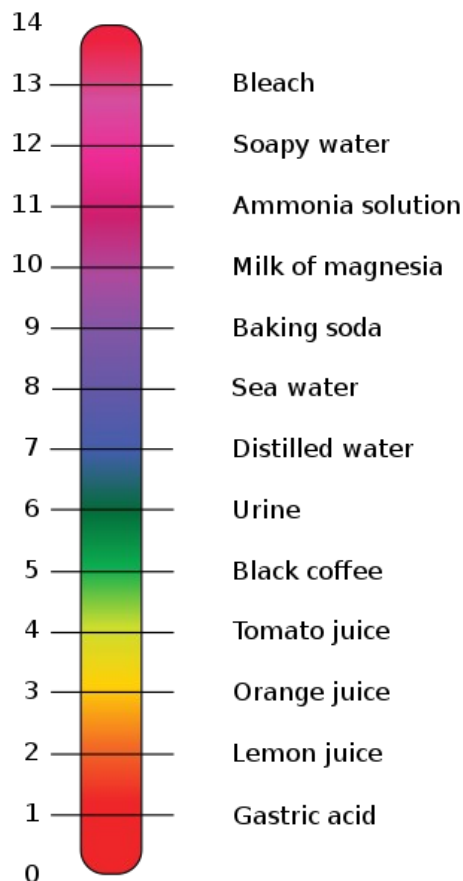 14
13 Bleach
12 Soapy water
11 Ammonia solution
10 Milk of magnesia
9 Baking soda
8 Sea water
7 Distilled water
6 Urine
5 Black coffee
4 Tomato juice
3 Orange juice
2 Lemon juice
1 Gastric acid
0